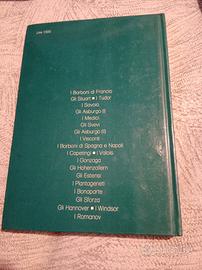 Lire 1500
I Borboni di Francia
Gli Stuart • I Tudor
I Savoia
Gli Asburgo (I)
I Medici
Gli Svevi
Gli Asburgo (II)
I Visconti
I Borboni di Spagna e Napoli
I Capetingi • I Valois
I Gonzaga
Gli Hohenzollern
Gli Estensi
I Plantageneti
I Bonaparte
Gli Sforza
Gli Hannover • I Windsor
I Romanov